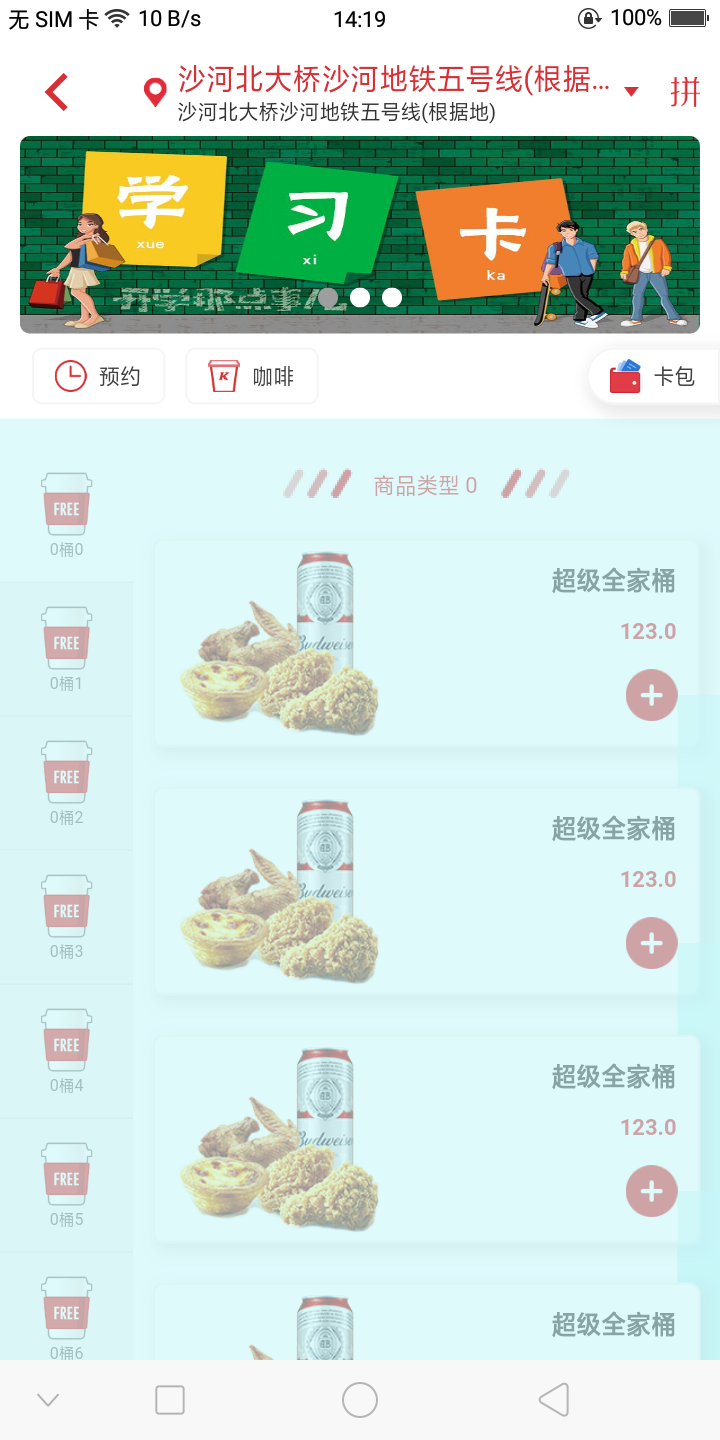 无 SIM 卡 10 B/s 14:19 100%
沙河北大桥沙河地铁五号线(根据...
拼
沙河北大桥沙河地铁五号线(根据地)
学 习 卡
xue xi ka
开学那点事儿
预约 咖啡 卡包
商品类型 0
FREE
0桶0
超级全家桶
123.0
Budweise
FREE
0桶1
FREE
0桶2
超级全家桶
123.0
Budweise
FREE
0桶3
FREE
0桶4
超级全家桶
123.0
Budweise
FREE
0桶5
FREE
0桶6
超级全家桶